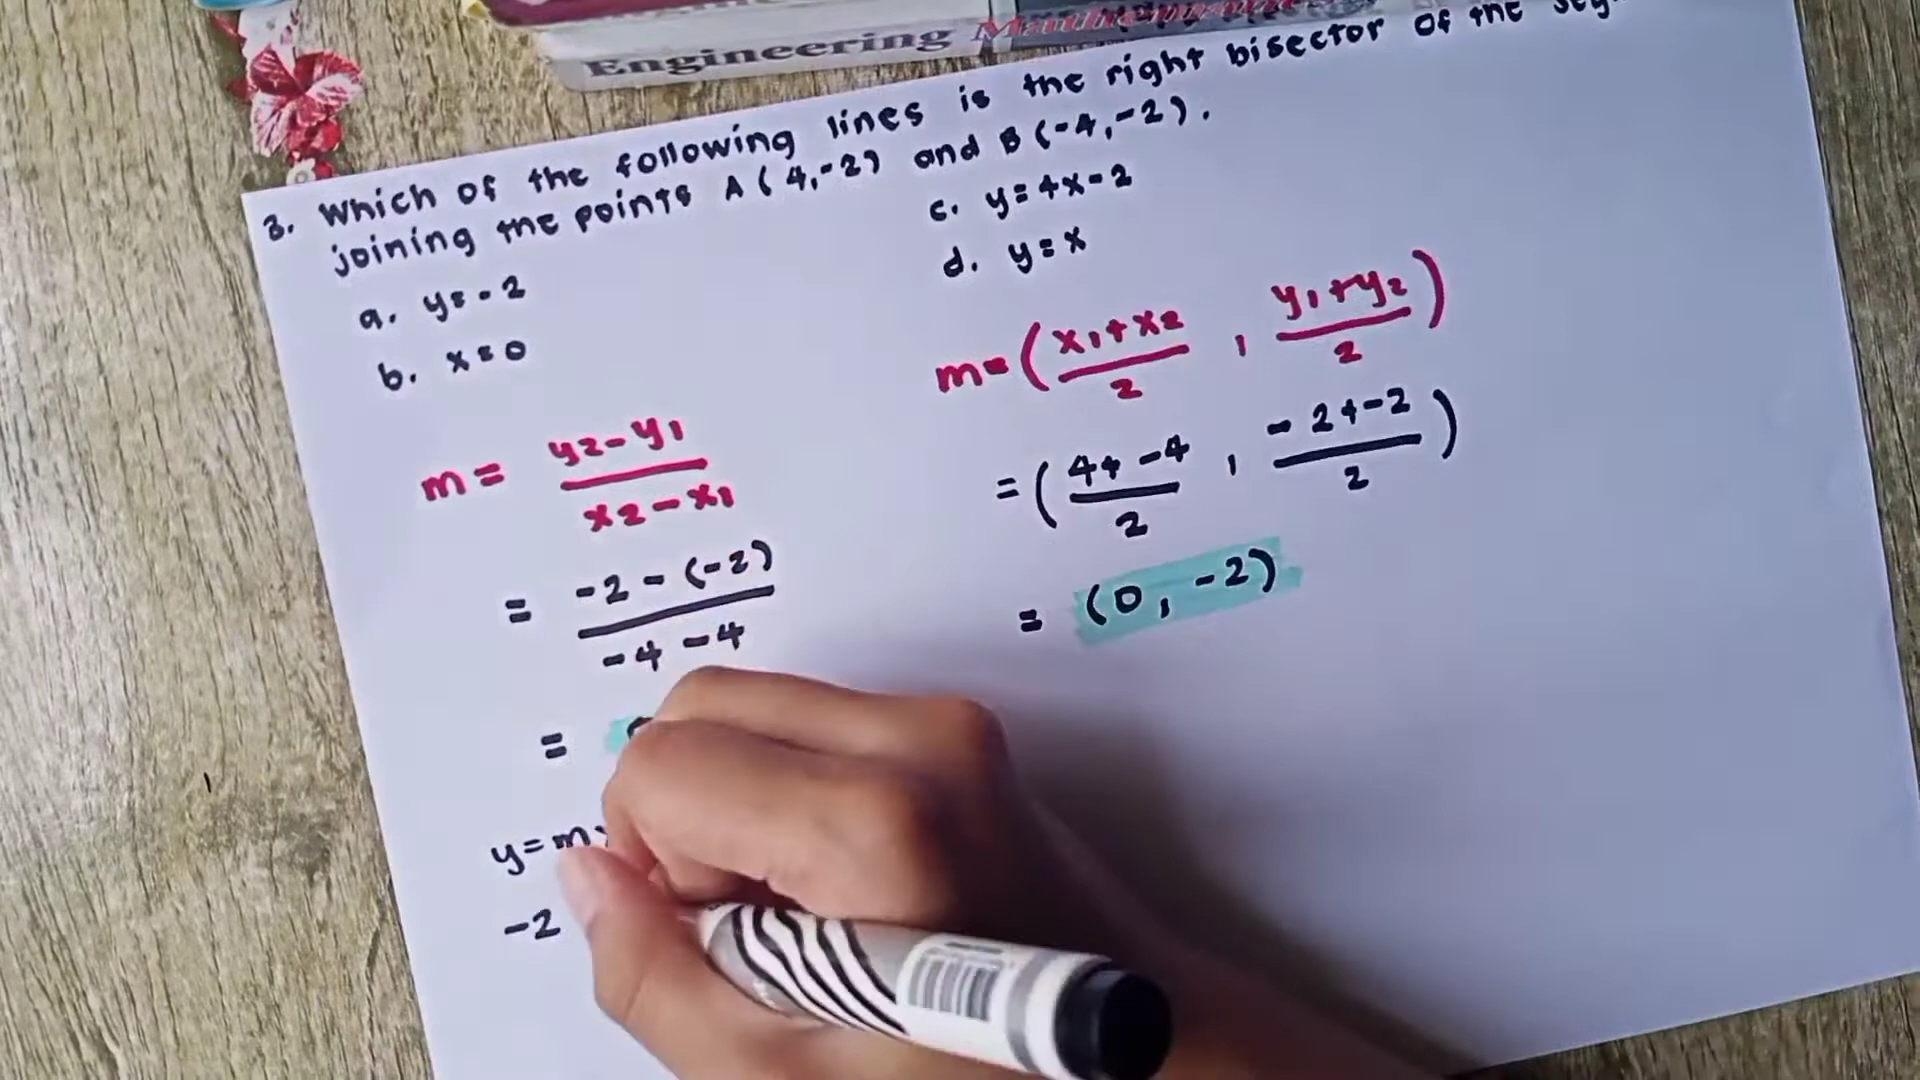 Engineering Mathematics
3. Which of the following lines is the right bisector of the
joining the points A(4,-2) and B(-4,-2).
a. y=-2
b. x=0
c. y=4x-2
d. y=x
m= y2-y1 / x2-x1
= -2-(-2) / -4-4
=
y=m
-2
m=(x1+x2 / 2 , y1+y2 / 2)
=(4+-4 / 2 , -2+-2 / 2)
= (0, -2)